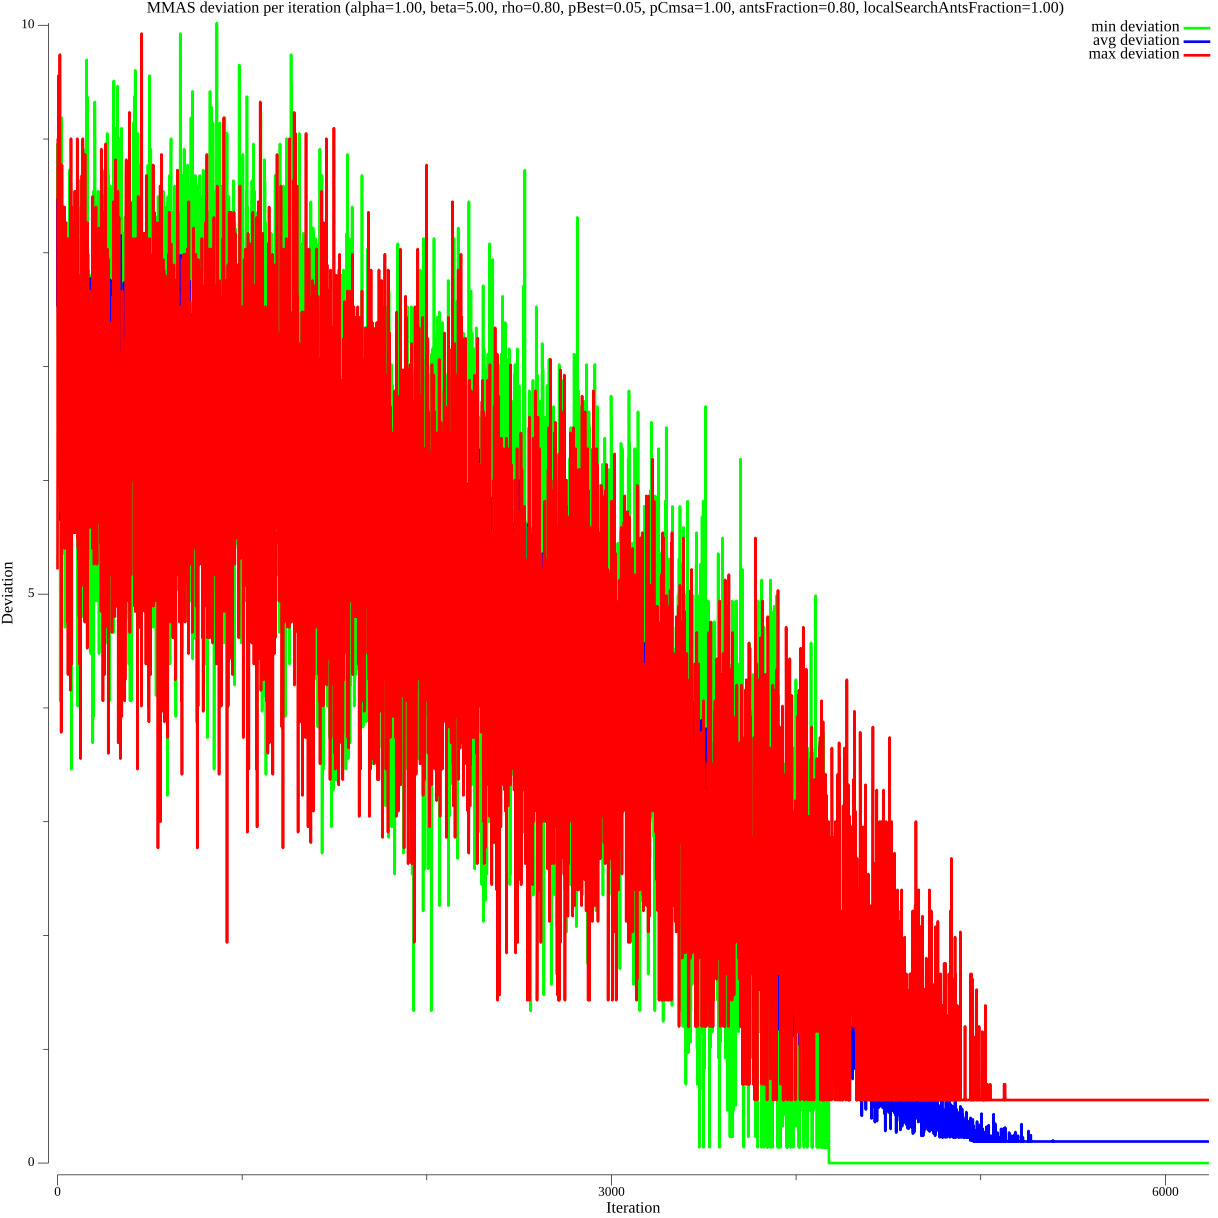 MMAS deviation per iteration (alpha=1.00, beta=5.00, rho=0.80, pBest=0.05, pCmsa=1.00, antsFraction=0.80, localSearchAntsFraction=1.00)
min deviation
avg deviation
max deviation
10
5
0
Deviation
0
3000
6000
Iteration